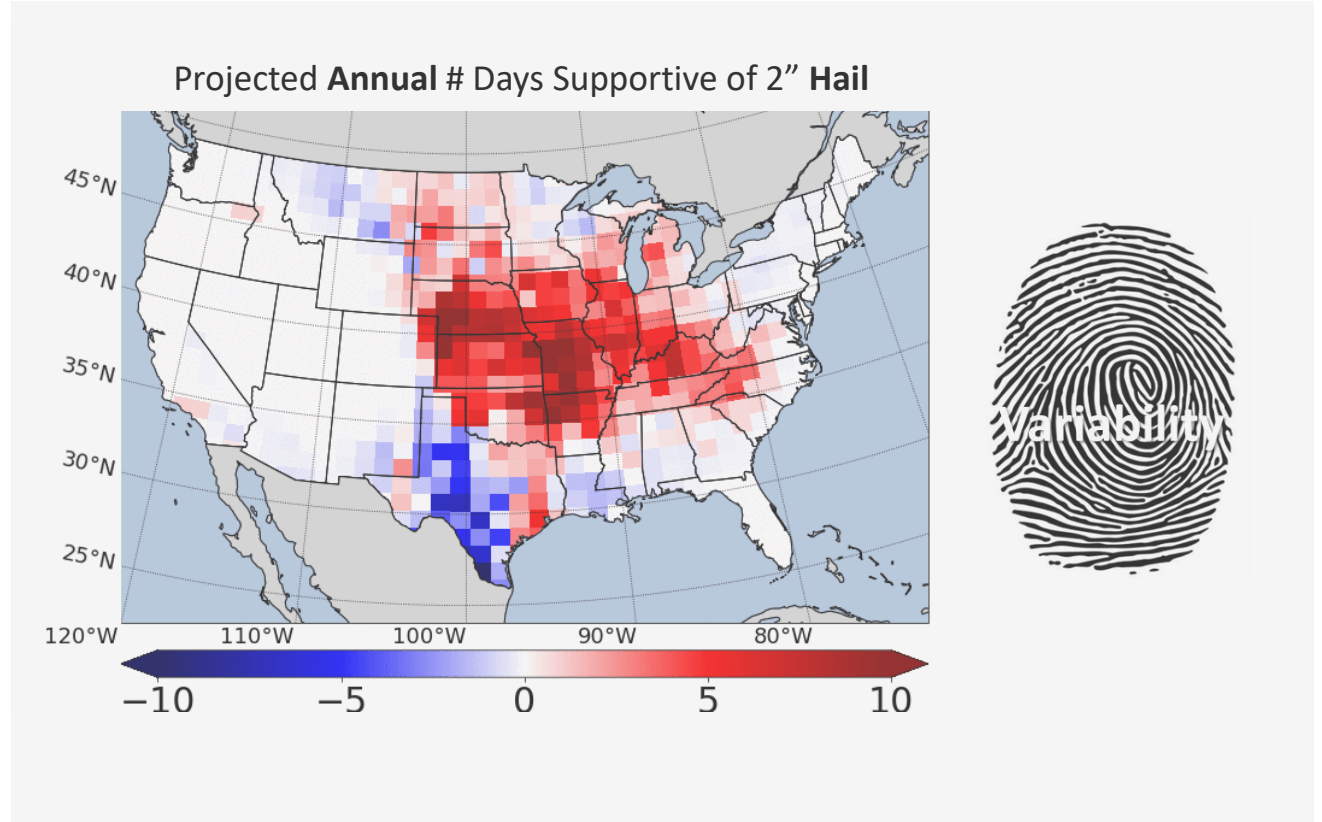 Projected Annual # Days Supportive of 2” Hail
45°N
40°N
35°N
30°N
25°N
120°W 110°W 100°W 90°W 80°W
−10 −5 0 5 10
Variability